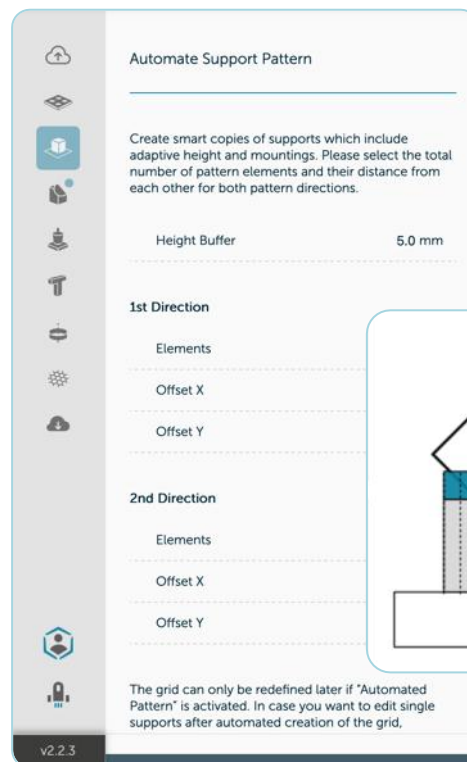 Automate Support Pattern
Create smart copies of supports which include
adaptive height and mountings. Please select the total
number of pattern elements and their distance from
each other for both pattern directions.
Height Buffer 5.0 mm
1st Direction
Elements
Offset X
Offset Y
2nd Direction
Elements
Offset X
Offset Y
The grid can only be redefined later if "Automated
Pattern" is activated. In case you want to edit single
supports after automated creation of the grid,
v2.2.3